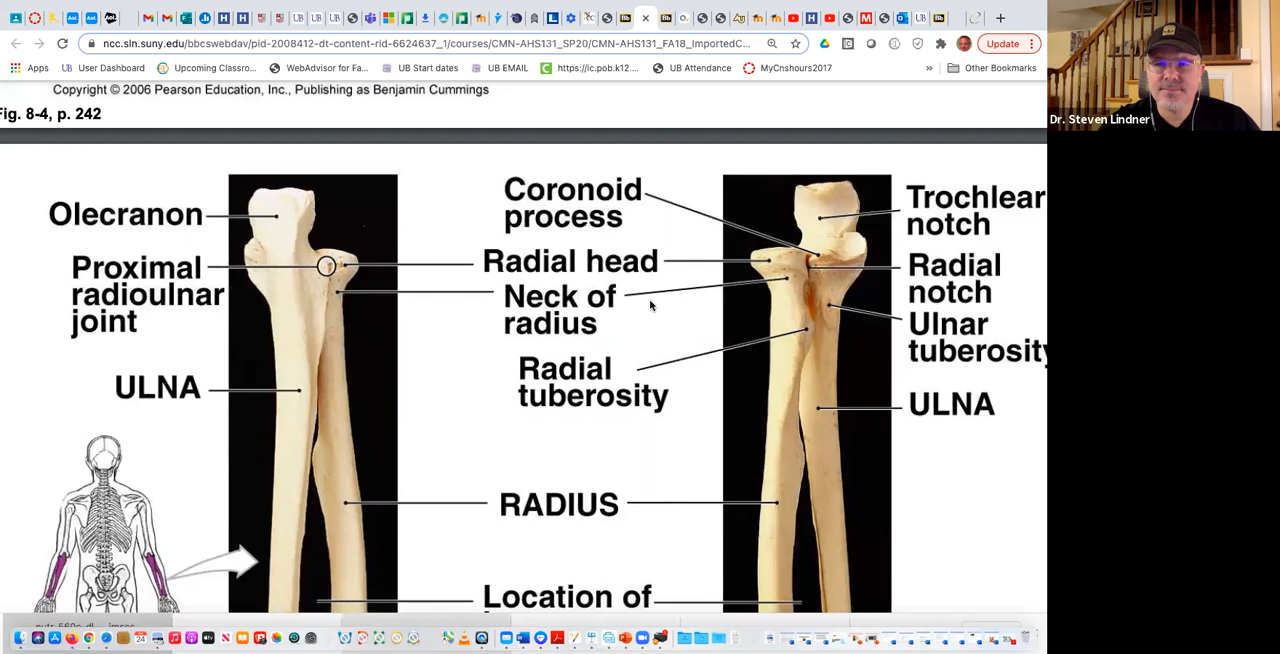 ncc.sln.suny.edu/bbcswebdav/pid-2008412-dt-content-rid-6624637_1/courses/CMN-AHS131_SP20/CMN-AHS131_FA18_ImportedC...
Update
Apps
UB User Dashboard
Upcoming Classro...
WebAdvisor for Fa...
UB Start dates
UB EMAIL
https://ic.pob.k12....
UB Attendance
MyCnshours2017
»
Other Bookmarks
Dr. Steven Lindner
Copyright © 2006 Pearson Education, Inc., Publishing as Benjamin Cummings
Fig. 8-4, p. 242
Olecranon
Proximal
radioulnar
joint
ULNA
Coronoid
process
Radial head
Neck of
radius
Radial
tuberosity
RADIUS
Location of
Trochlear
notch
Radial
notch
Ulnar
tuberosity
ULNA